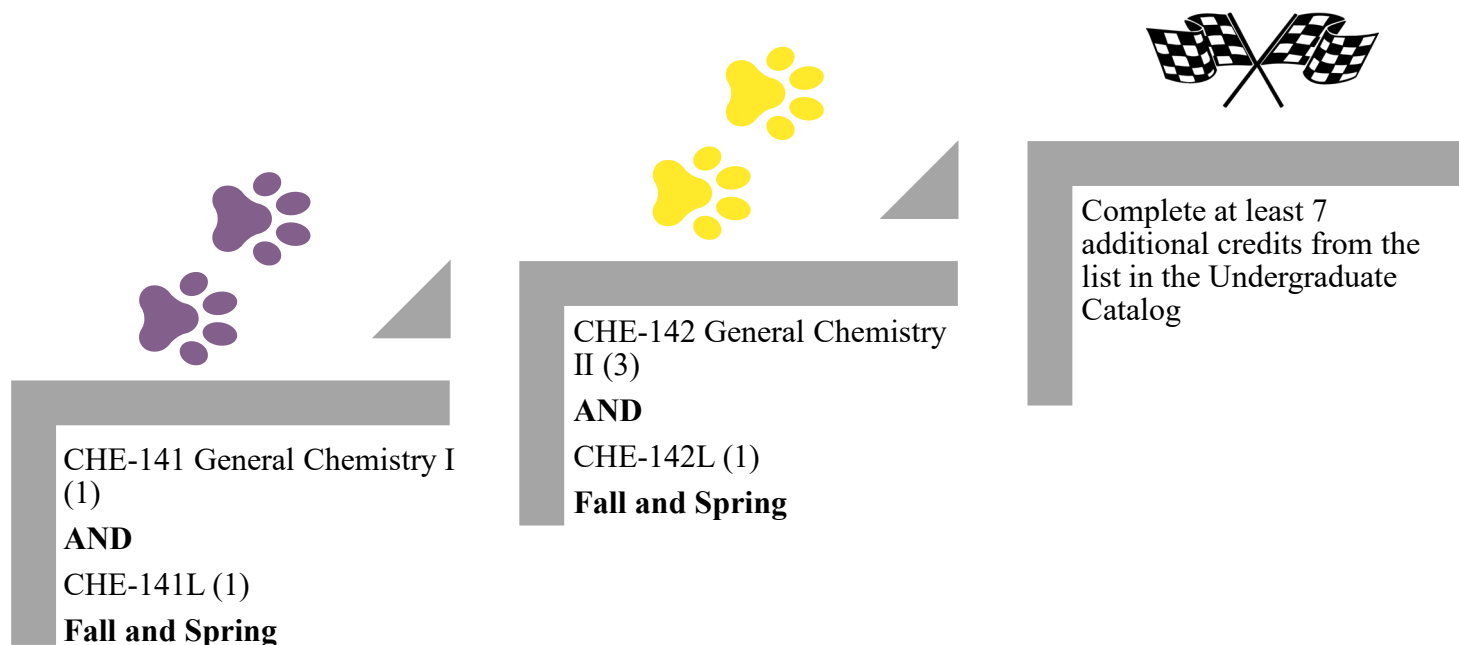 CHE-141 General Chemistry I
(1)
AND
CHE-141L (1)
Fall and Spring
CHE-142 General Chemistry
II (3)
AND
CHE-142L (1)
Fall and Spring
Complete at least 7
additional credits from the
list in the Undergraduate
Catalog